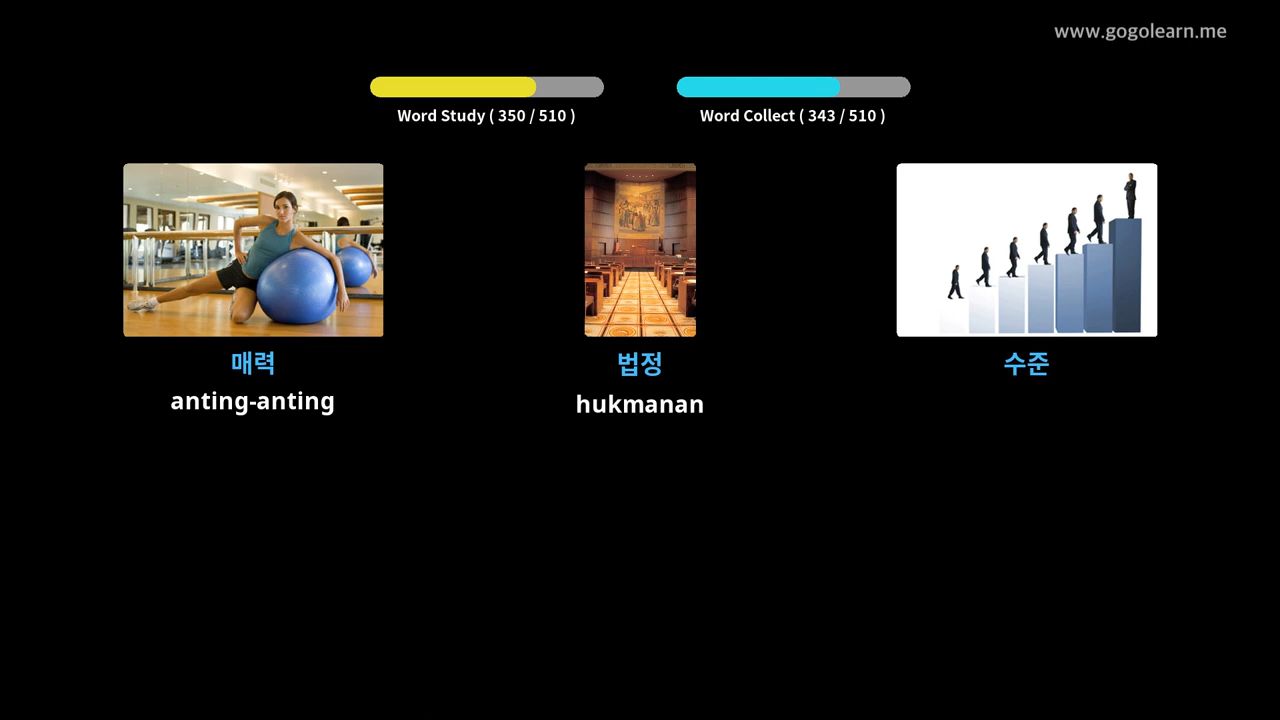 www.gogolearn.me
Word Study ( 350 / 510 )
Word Collect ( 343 / 510 )
매력
anting-anting
법정
hukmanan
수준